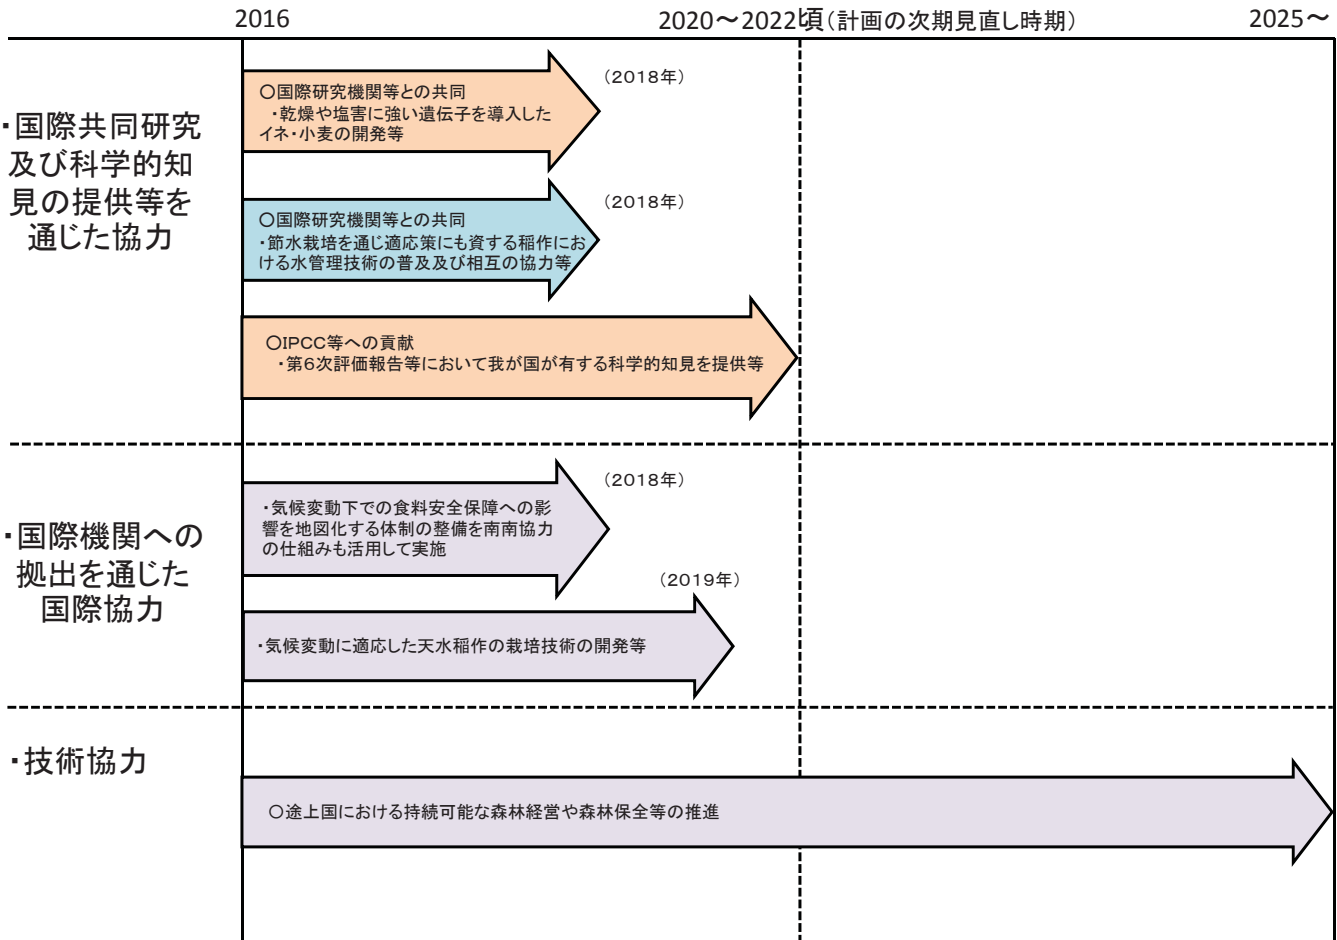 2016
2020～2022頃（計画の次期見直し時期）
2025～
・国際共同研究
及び科学的知
見の提供等を
通じた協力
○国際研究機関等との共同
・乾燥や塩害に強い遺伝子を導入した
イネ・小麦の開発等
（2018年）
○国際研究機関等との共同
・節水栽培を通じ適応策にも資する稲作にお
ける水管理技術の普及及び相互の協力等
（2018年）
○IPCC等への貢献
・第６次評価報告等において我が国が有する科学的知見を提供等
・国際機関への
拠出を通じた
国際協力
・気候変動下での食料安全保障への影
響を地図化する体制の整備を南南協力
の仕組みも活用して実施
（2018年）
・気候変動に適応した天水稲作の栽培技術の開発等
（2019年）
・技術協力
○途上国における持続可能な森林経営や森林保全等の推進